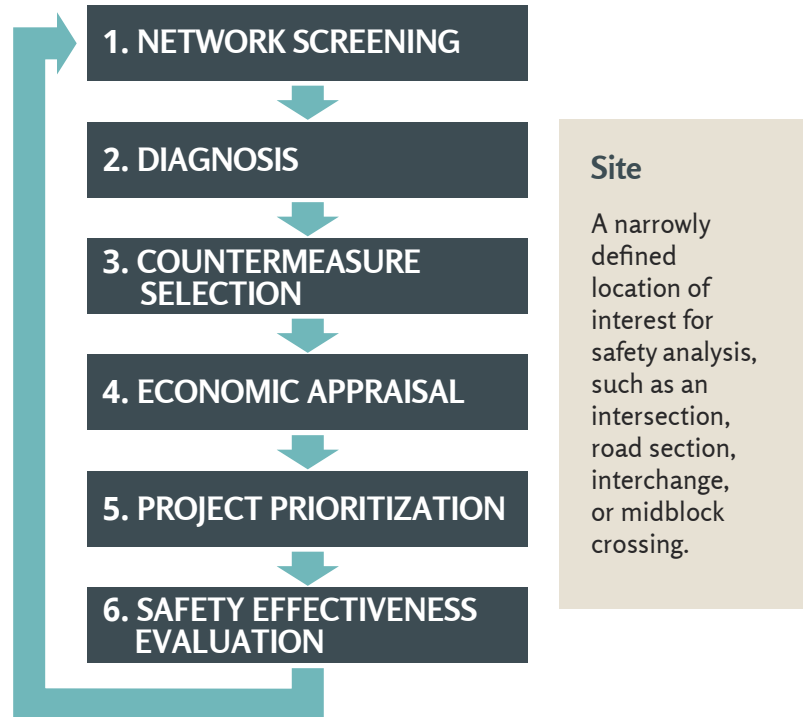 1. NETWORK SCREENING
2. DIAGNOSIS
3. COUNTERMEASURE
SELECTION
4. ECONOMIC APPRAISAL
5. PROJECT PRIORITIZATION
6. SAFETY EFFECTIVENESS
EVALUATION
Site
A narrowly
defined
location of
interest for
safety analysis,
such as an
intersection,
road section,
interchange,
or midblock
crossing.